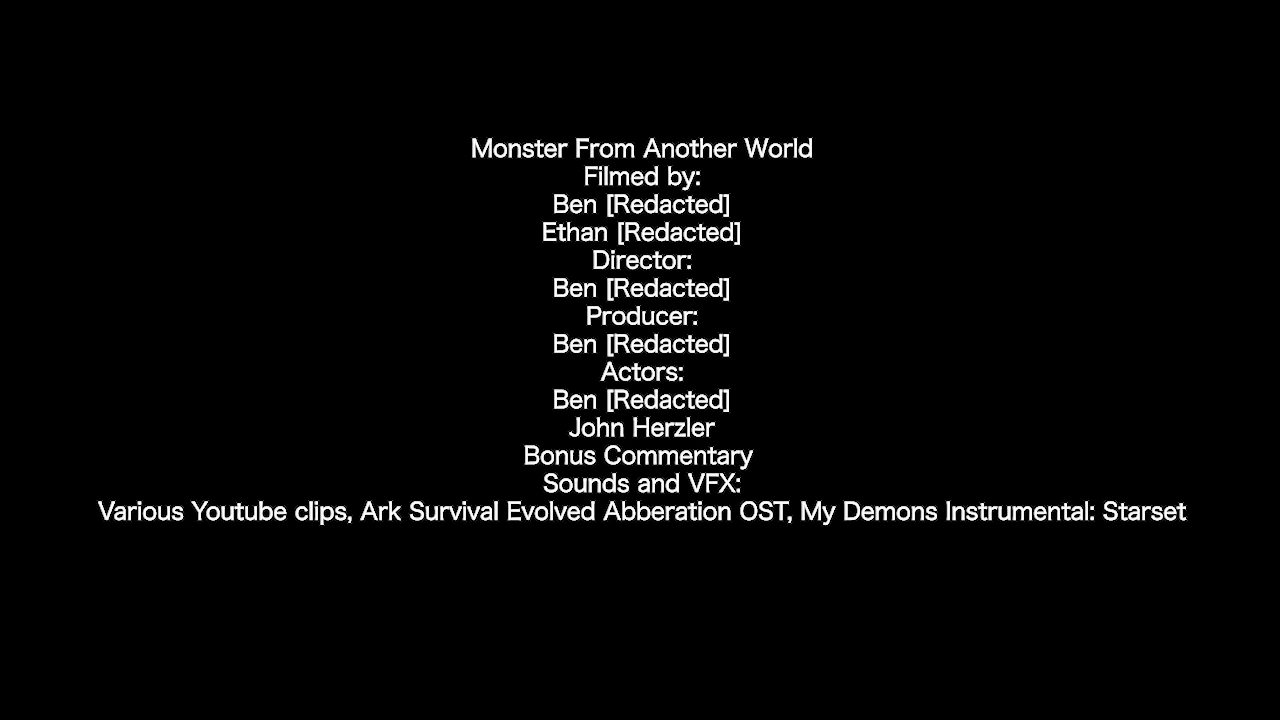 Monster From Another World
Filmed by:
Ben [Redacted]
Ethan [Redacted]
Director:
Ben [Redacted]
Producer:
Ben [Redacted]
Actors:
Ben [Redacted]
John Herzler
Bonus Commentary
Sounds and VFX:
Various Youtube clips, Ark Survival Evolved Abberation OST, My Demons Instrumental: Starset